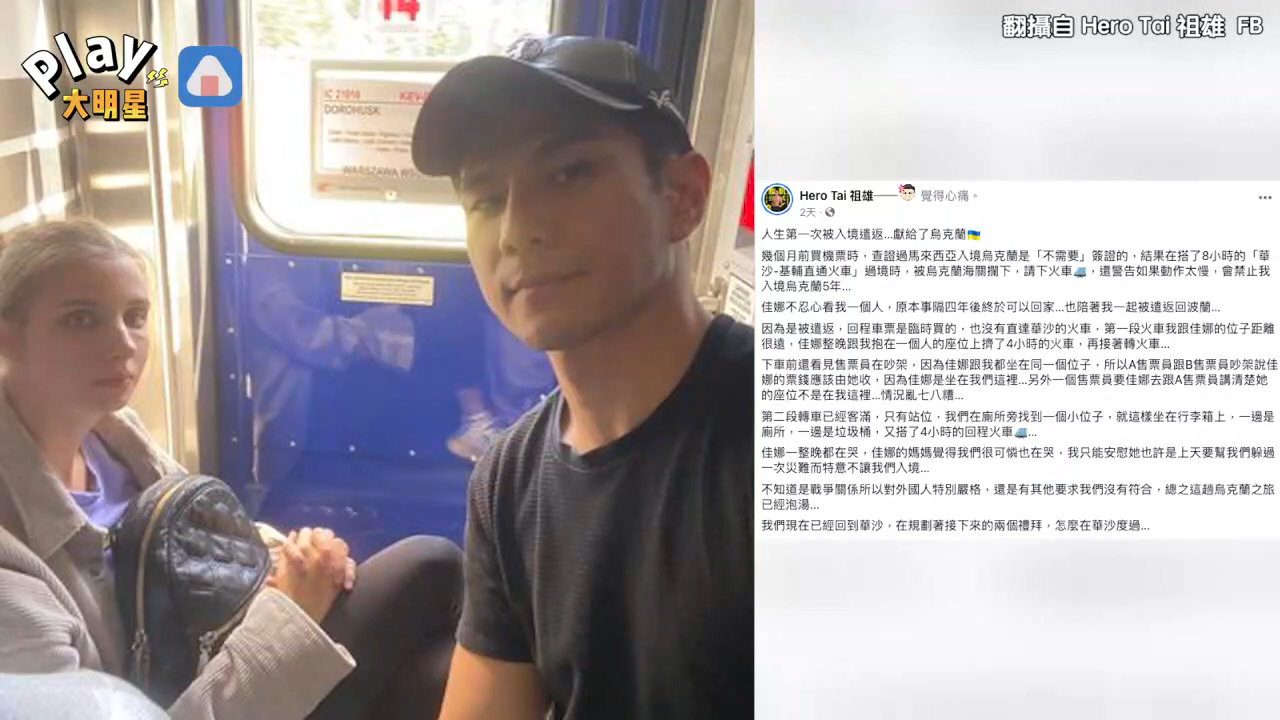 Play
大明星
14
IC 21010
DOROHUSK
翻攝自 Hero Tai 祖雄 FB
Hero Tai 祖雄——覺得心痛。
2天
人生第一次被入境遣返...獻給了烏克蘭🇺🇦
幾個月前買機票時，查證過馬來西亞入境烏克蘭是「不需要」簽證的，結果在搭了8小時的「華
沙-基輔直通火車」過境時，被烏克蘭海關攔下，請下火車🚅，還警告如果動作太慢，會禁止我
入境烏克蘭5年...
佳娜不忍心看我一個人，原本事隔四年後終於可以回家...也陪著我一起被遣返回波蘭...
因為是被遣返，回程車票是臨時買的，也沒有直達華沙的火車，第一段火車我跟佳娜的位子距離
很遠，佳娜整晚跟我抱在一個人的座位上擠了4小時的火車，再接著轉火車...
下車前還看見售票員在吵架，因為佳娜跟我都坐在同一個位子，所以A售票員跟B售票員吵架說佳
娜的票錢應該由她收，因為佳娜是坐在我們這裡...另外一個售票員要佳娜去跟A售票員講清楚她
的座位不是在我這裡...情況亂七八糟...
第二段轉車已經客滿，只有站位，我們在廁所旁找到一個小位子，就這樣坐在行李箱上，一邊是
廁所，一邊是垃圾桶，又搭了4小時的回程火車🚅...
佳娜一整晚都在哭，佳娜的媽媽覺得我們很可憐也在哭，我只能安慰她也許是上天要幫我們躲過
一次災難而特意不讓我們入境...
不知道是戰爭關係所以對外國人特別嚴格，還是有其他要求我們沒有符合，總之這趟烏克蘭之旅
已經泡湯...
我們現在已經回到華沙，在規劃著接下來的兩個禮拜，怎麼在華沙度過...